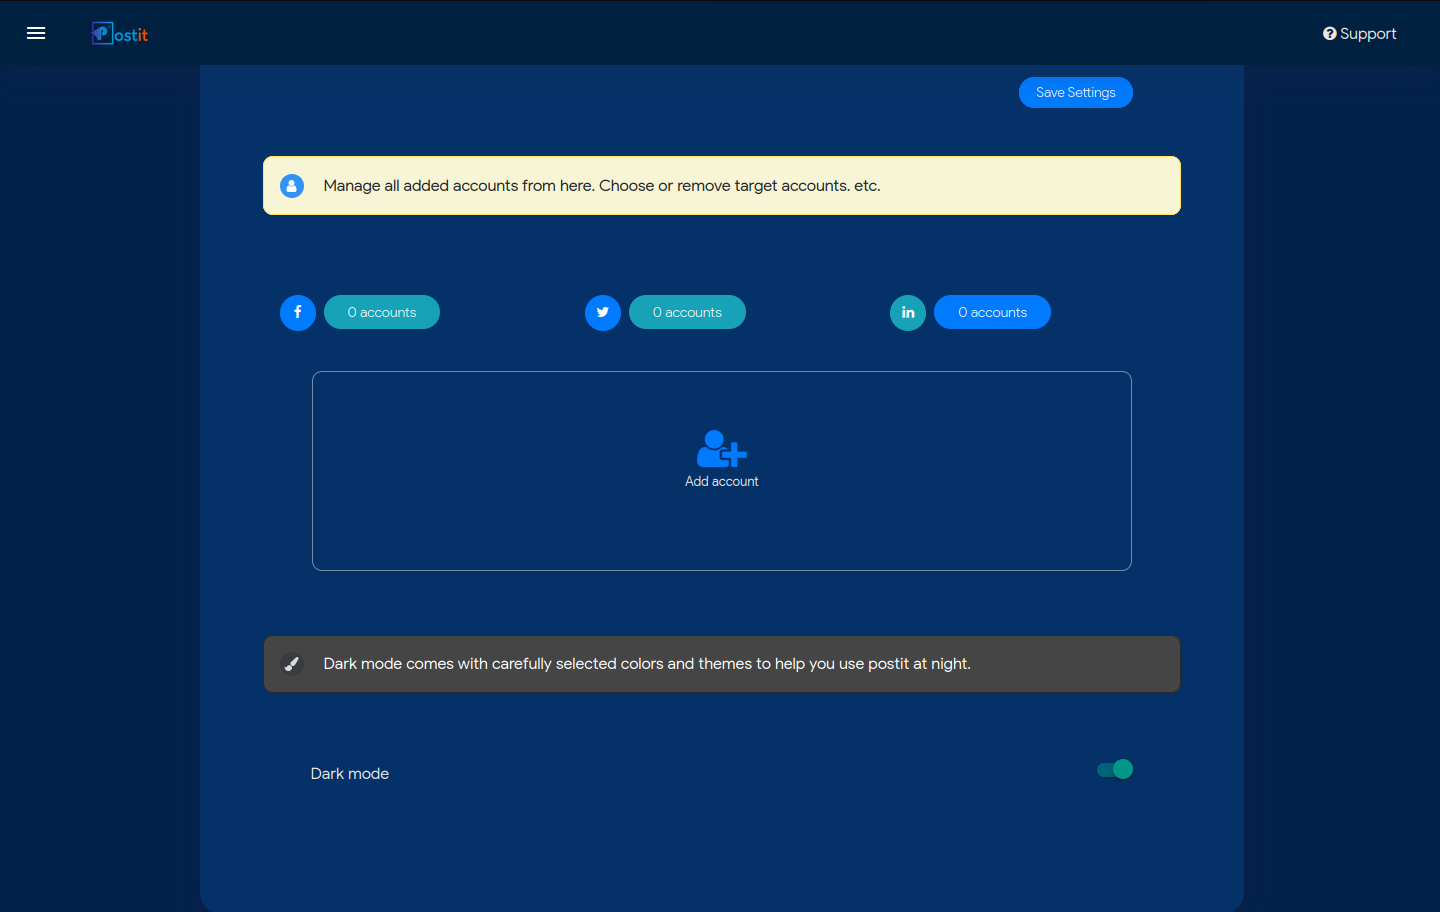 Postit
Support
Save Settings
Manage all added accounts from here. Choose or remove target accounts. etc.
0 accounts
0 accounts
0 accounts
Add account
Dark mode comes with carefully selected colors and themes to help you use postit at night.
Dark mode